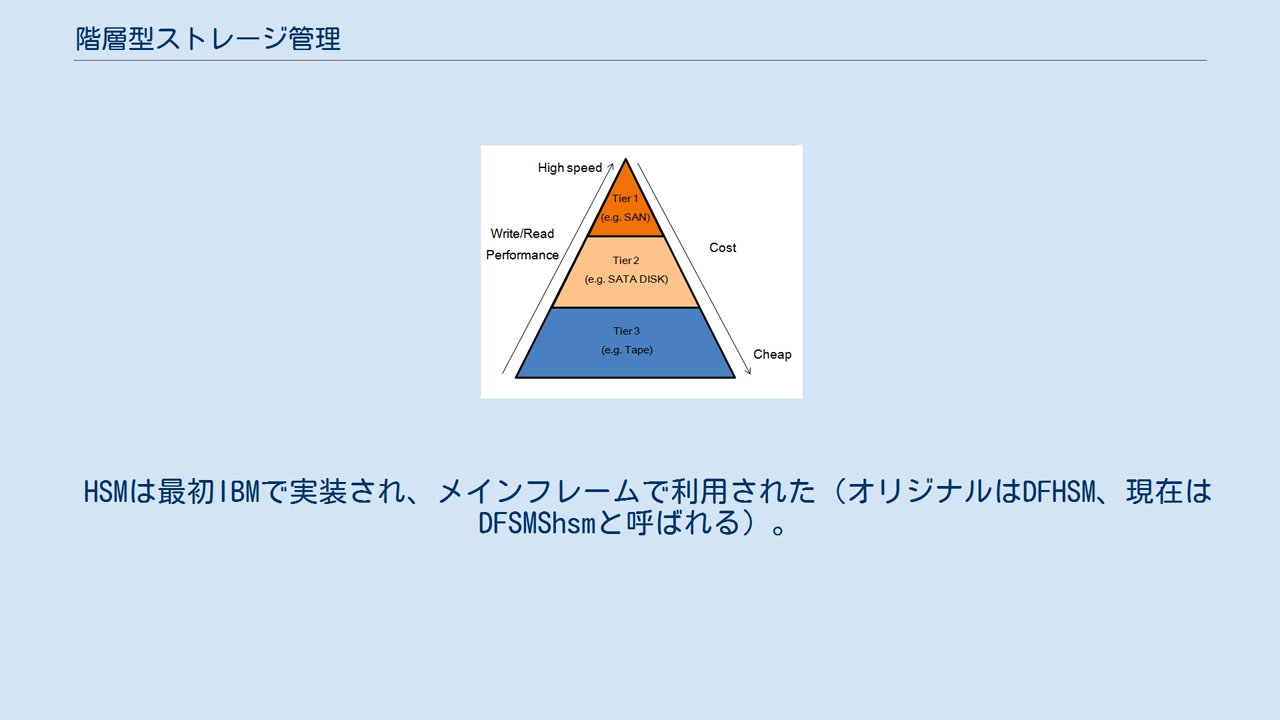 階層型ストレージ管理
High speed
Tier 1
(e.g. SAN)
Write/Read
Performance
Cost
Tier 2
(e.g. SATA DISK)
Tier 3
(e.g. Tape)
Cheap
HSMは最初IBMで実装され、メインフレームで利用された（オリジナルはDFHSM、現在は
DFSMShsmと呼ばれる）。